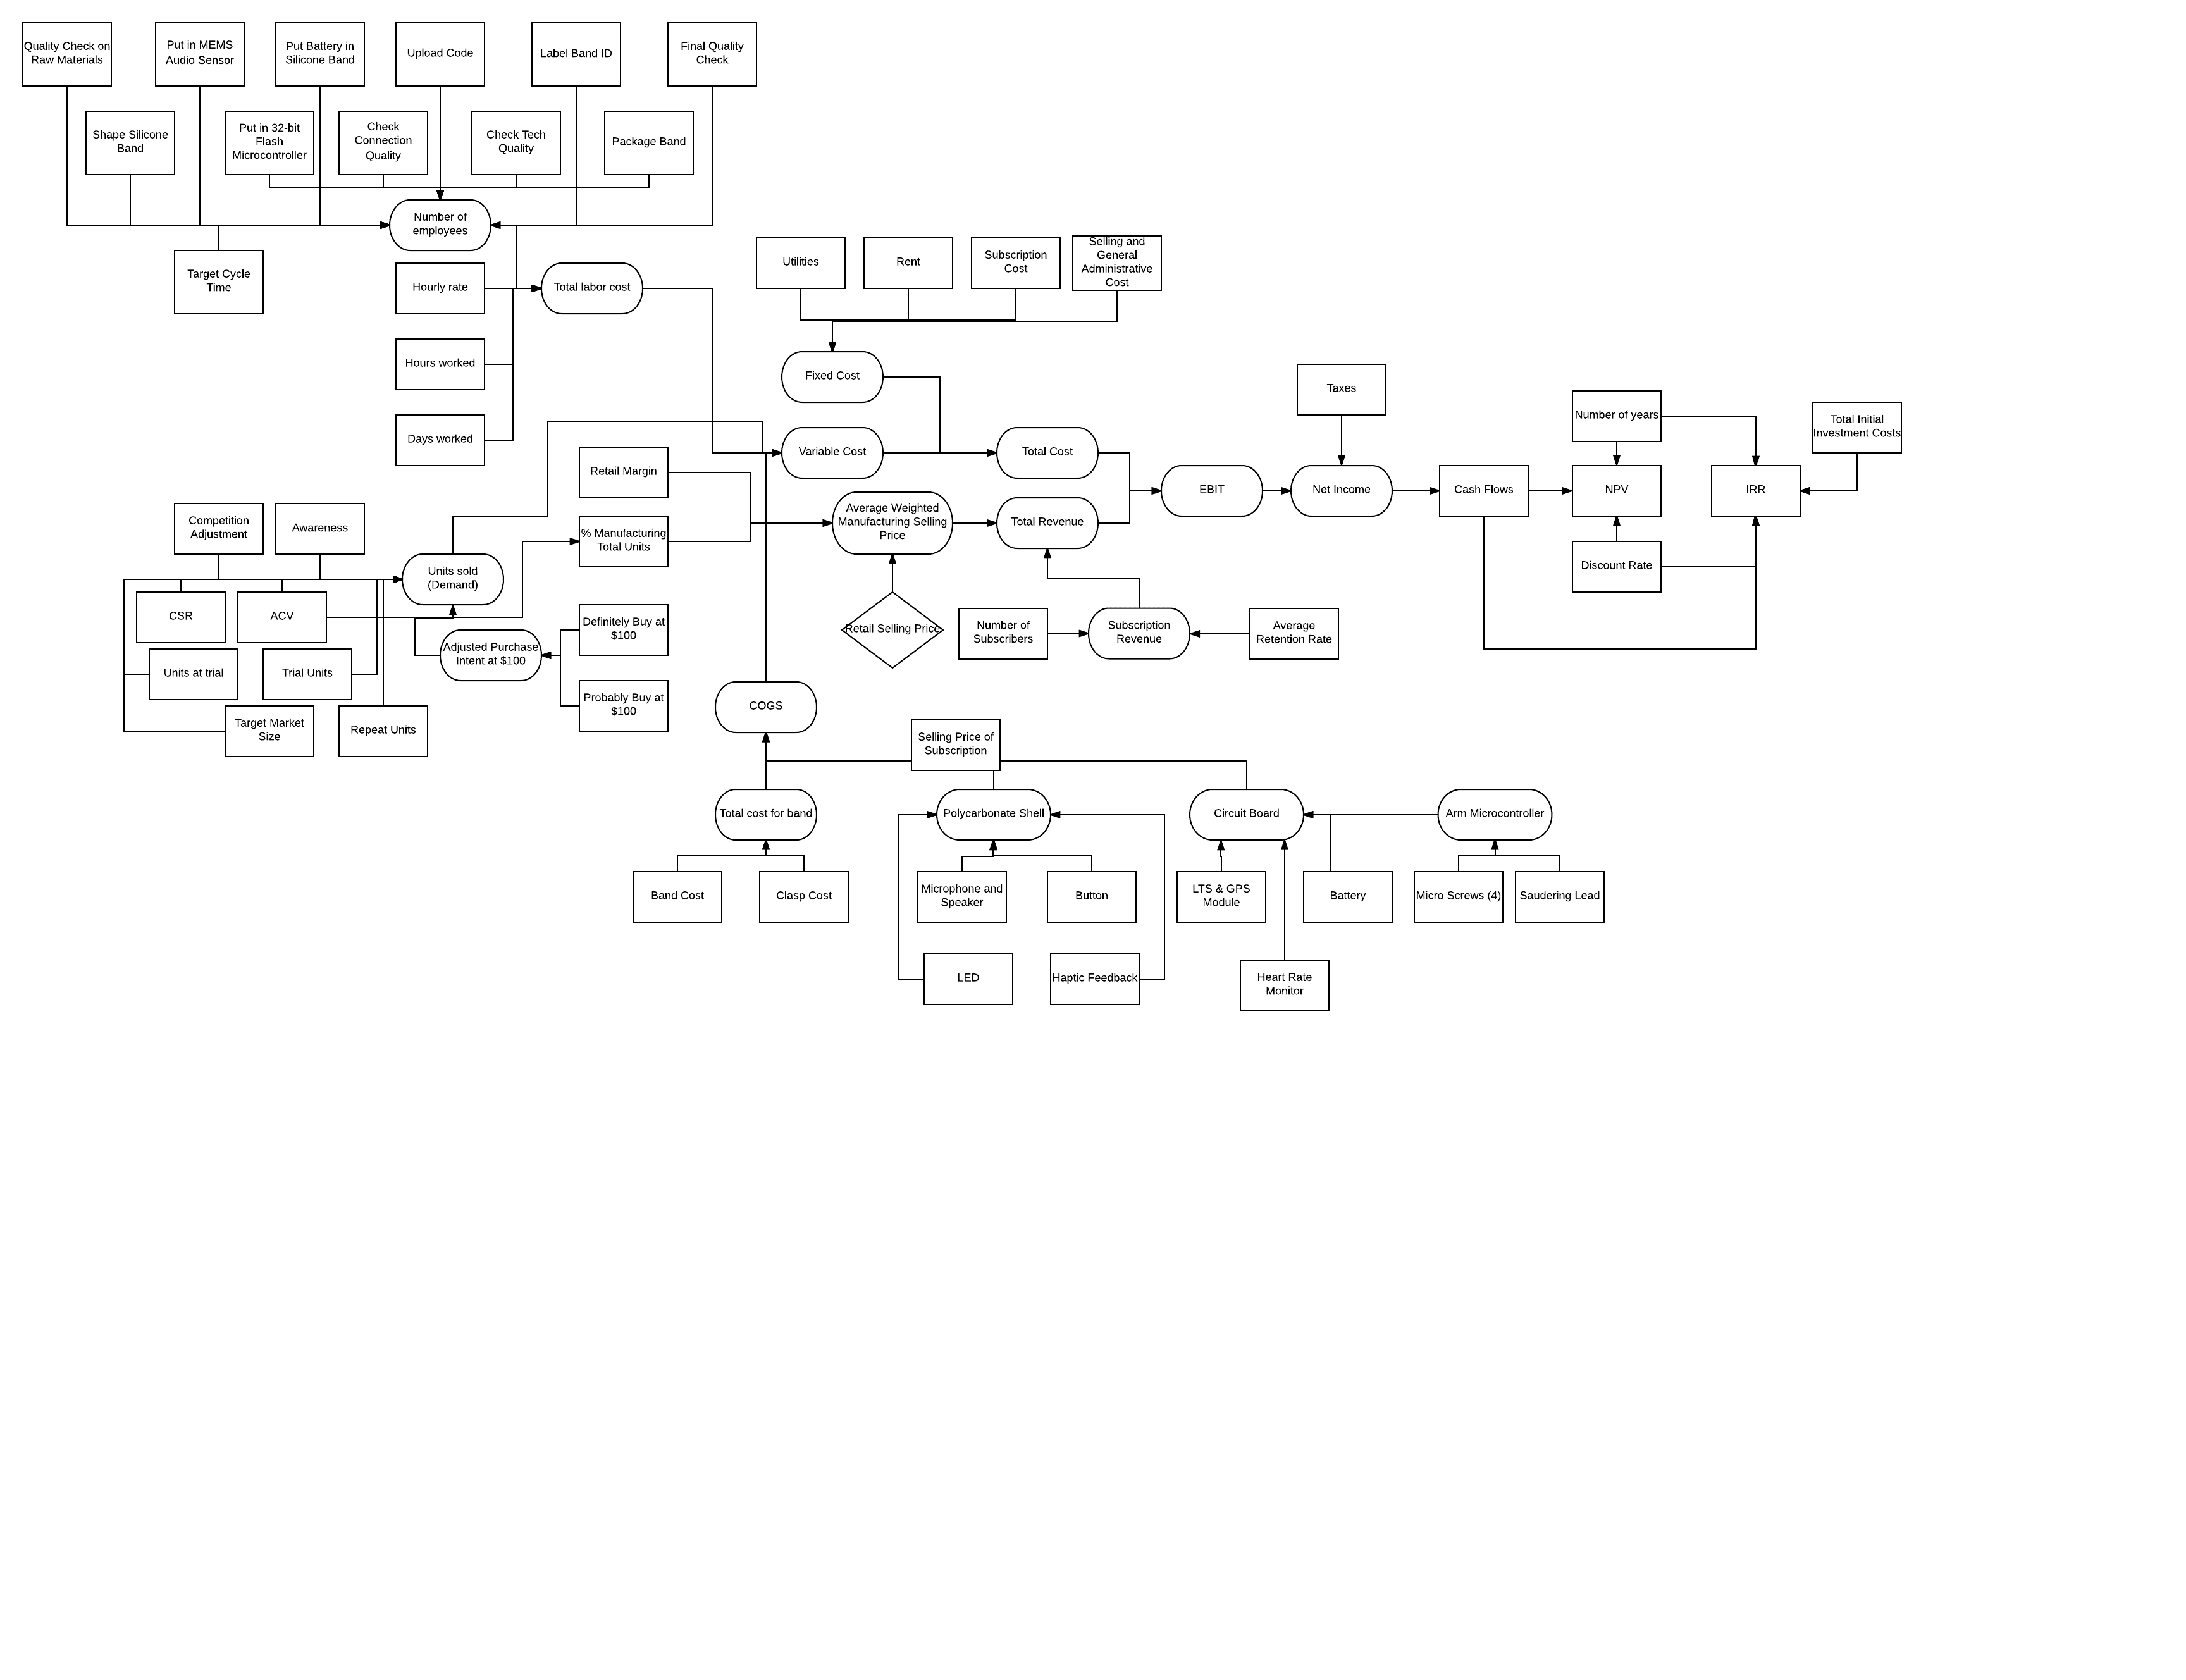 Quality Check on
Raw Materials
Put in MEMS
Audio Sensor
Put Battery in
Silicone Band
Upload Code
Label Band ID
Final Quality
Check
Shape Silicone
Band
Put in 32-bit
Flash
Microcontroller
Check
Connection
Quality
Check Tech
Quality
Package Band
Number of
employees
Target Cycle
Time
Hourly rate
Total labor cost
Hours worked
Days worked
Utilities
Rent
Subscription
Cost
Selling and
General
Administrative
Cost
Fixed Cost
Variable Cost
Total Cost
Taxes
Number of years
Total Initial
Investment Costs
Retail Margin
% Manufacturing
Total Units
Average Weighted
Manufacturing Selling
Price
Total Revenue
EBIT
Net Income
Cash Flows
NPV
IRR
Discount Rate
Competition
Adjustment
Awareness
Units sold
(Demand)
CSR
ACV
Units at trial
Trial Units
Target Market
Size
Repeat Units
Adjusted Purchase
Intent at $100
Definitely Buy at
$100
Probably Buy at
$100
Retail Selling Price
Number of
Subscribers
Subscription
Revenue
Average
Retention Rate
COGS
Selling Price of
Subscription
Total cost for band
Polycarbonate Shell
Circuit Board
Arm Microcontroller
Band Cost
Clasp Cost
Microphone and
Speaker
Button
LTS & GPS
Module
Battery
Micro Screws (4)
Saudering Lead
LED
Haptic Feedback
Heart Rate
Monitor